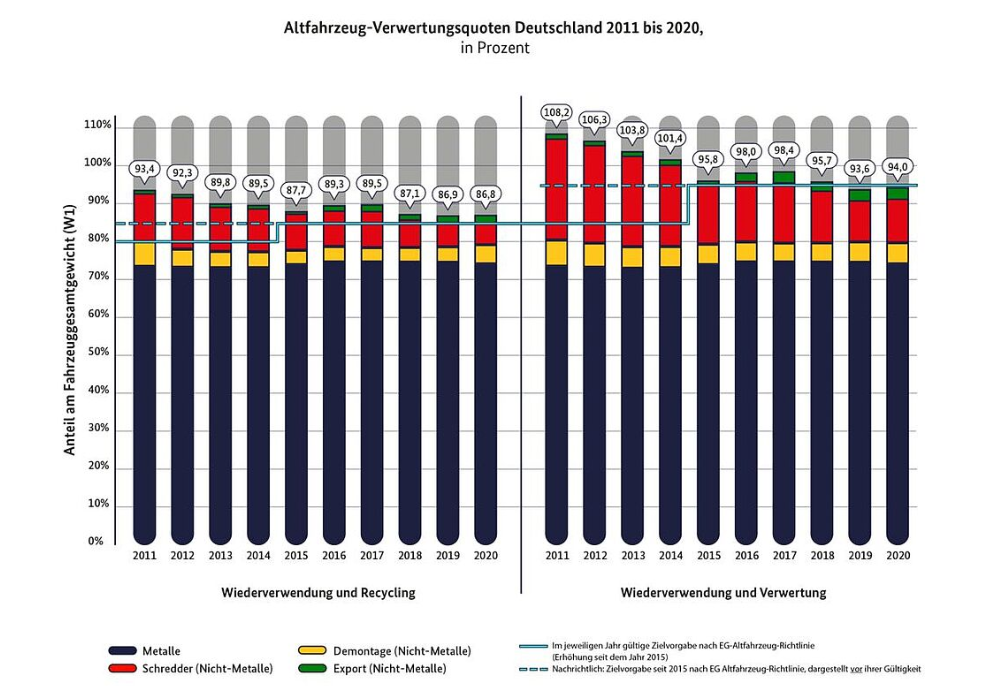 Altfahrzeug-Verwertungsquoten Deutschland 2011 bis 2020,
in Prozent
Anteil am Fahrzeuggesamtgewicht (W1)
110%
100%
90%
80%
70%
60%
50%
40%
30%
20%
10%
0%
93,4 92,3 89,8 89,5 87,7 89,3 89,5 87,1 86,9 86,8
108,2 106,3 103,8 101,4 95,8 98,0 98,4 95,7 93,6 94,0
2011 2012 2013 2014 2015 2016 2017 2018 2019 2020
2011 2012 2013 2014 2015 2016 2017 2018 2019 2020
Wiederverwendung und Recycling
Wiederverwendung und Verwertung
Metalle
Schredder (Nicht-Metalle)
Demontage (Nicht-Metalle)
Export (Nicht-Metalle)
Im jeweiligen Jahr gültige Zielvorgabe nach EG-Altfahrzeug-Richtlinie
(Erhöhung seit dem Jahr 2015)
Nachrichtlich: Zielvorgabe seit 2015 nach EG Altfahrzeug-Richtlinie, dargestellt vor ihrer Gültigkeit